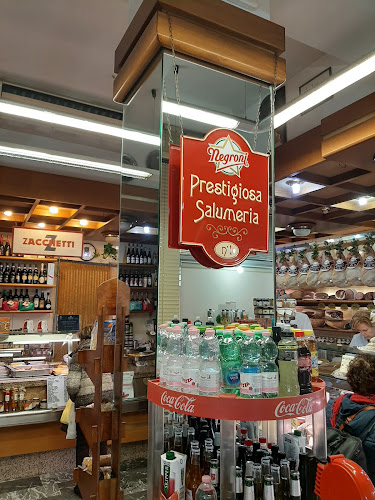 Negroni
Prestigiosa
Salumeria
Z
ZACCHETTI
Coca-Cola
Coca-Cola